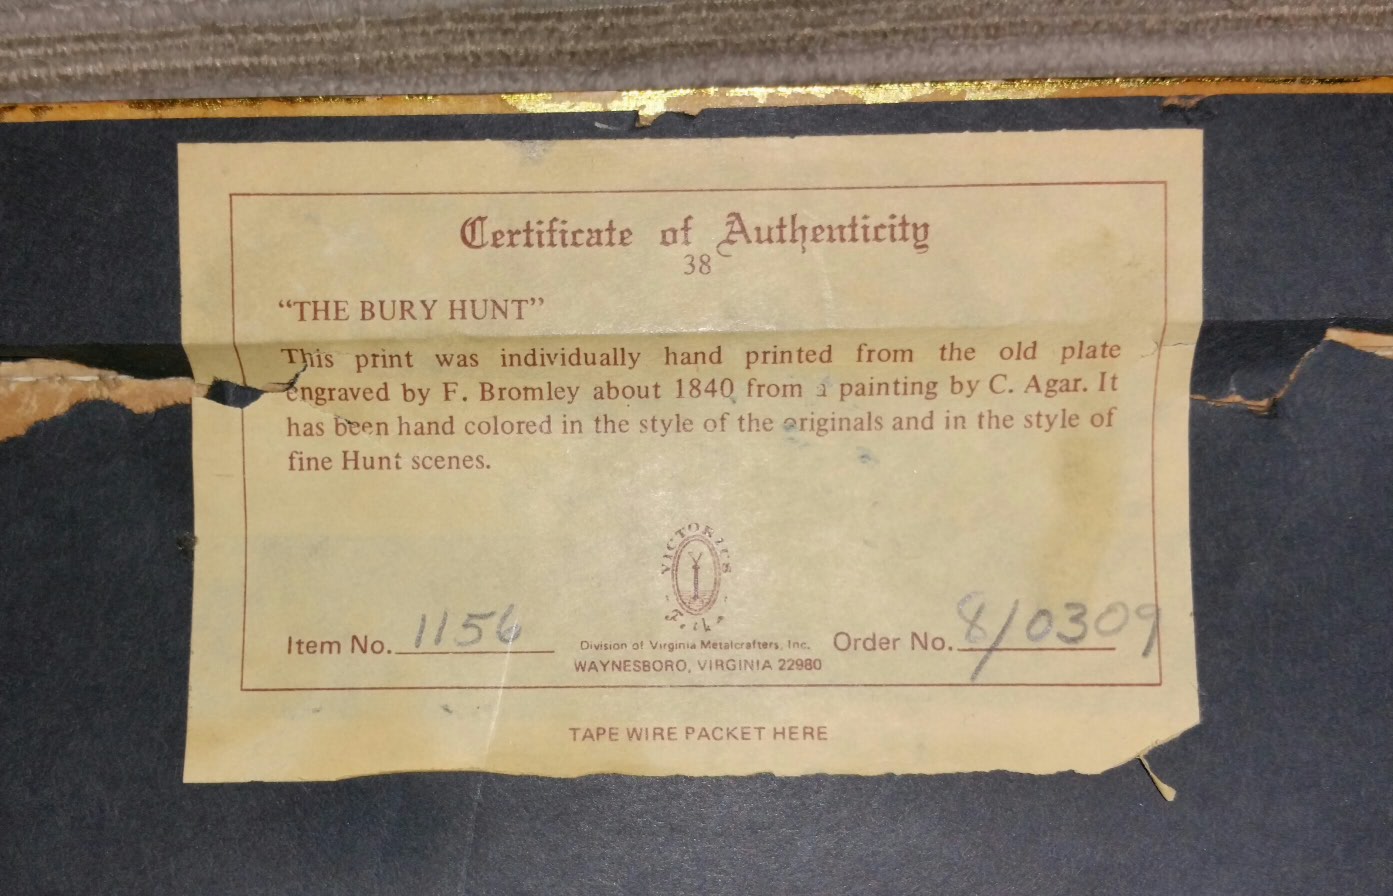 Certificate of Authenticity
38
“THE BURY HUNT”
This print was individually hand printed from the old plate
engraved by F. Bromley about 1840 from a painting by C. Agar. It
has been hand colored in the style of the originals and in the style of
fine Hunt scenes.
VICTORIUS
Item No. 1156
Division of Virginia Metalcrafters, Inc.
WAYNESBORO, VIRGINIA 22980
Order No. 8/0309
TAPE WIRE PACKET HERE